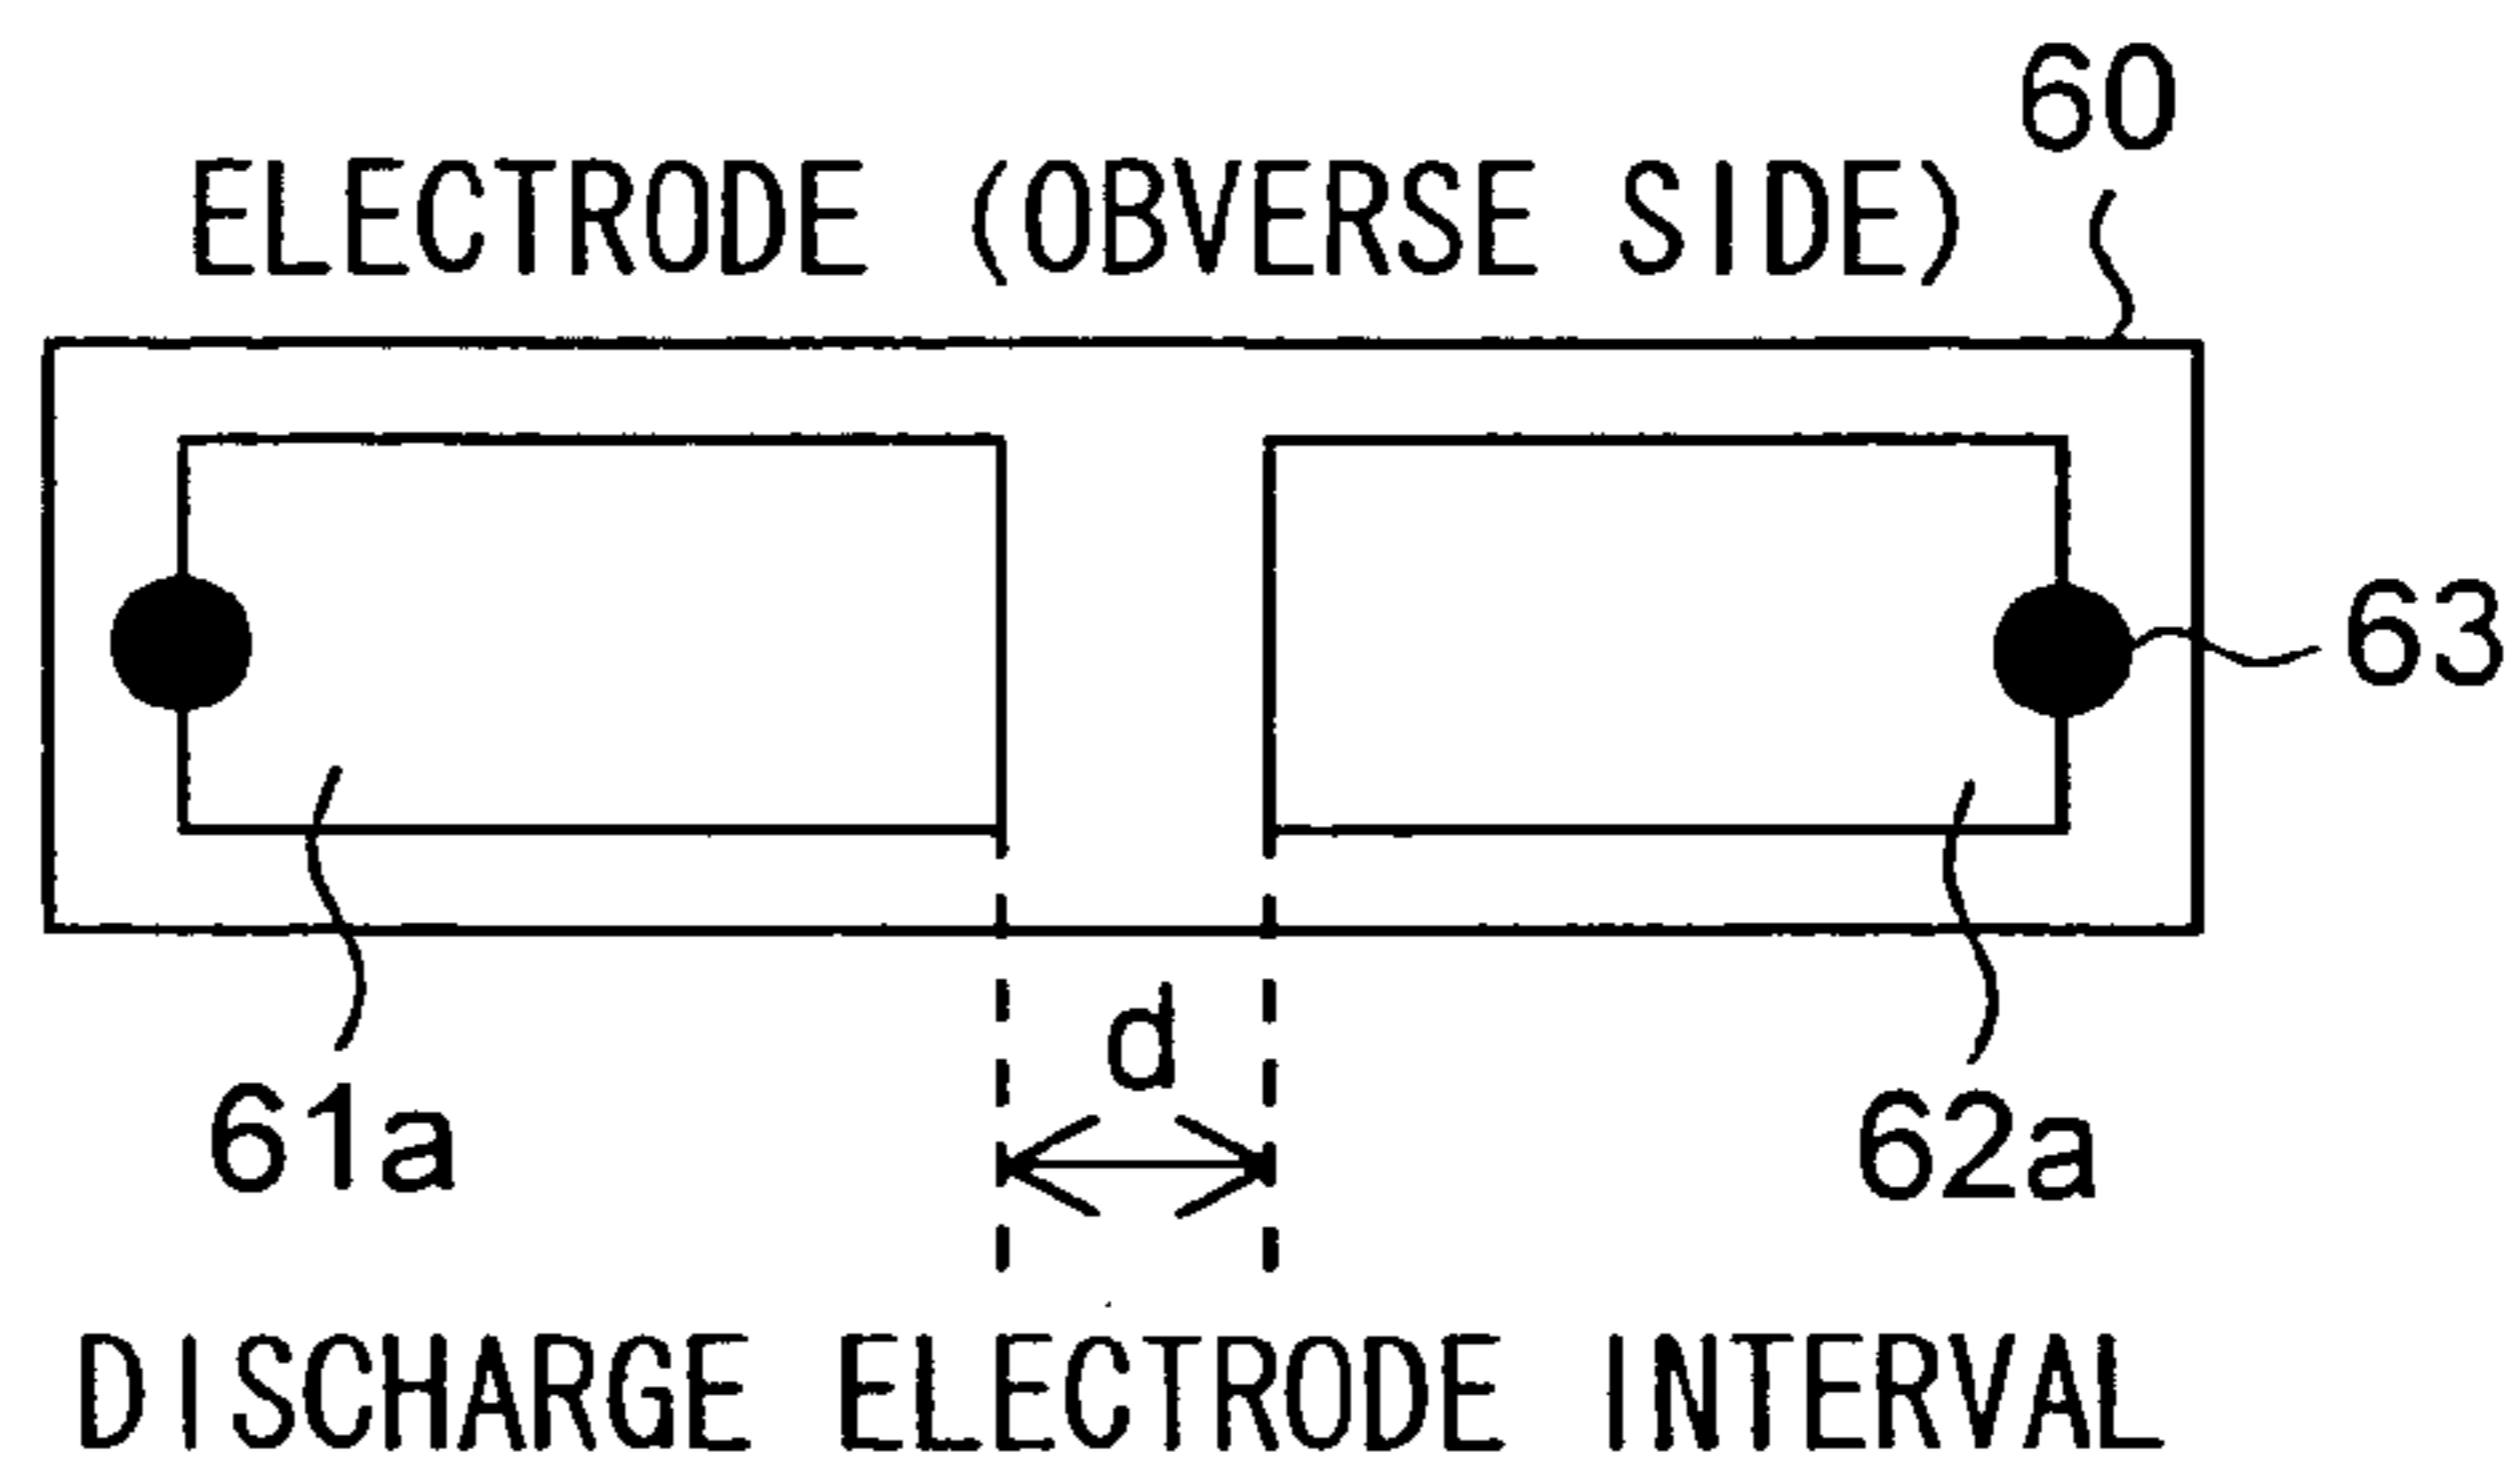 60
ELECTRODE (OBVERSE SIDE)
63
d
61a
62a
DISCHARGE ELECTRODE INTERVAL